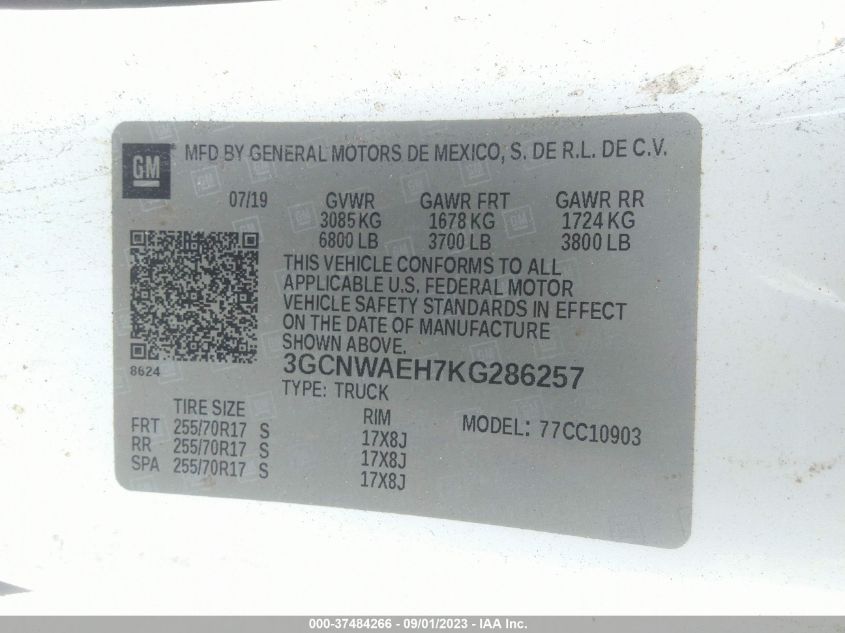 GM MFD BY GENERAL MOTORS DE MEXICO, S. DE R.L. DE C.V.
07/19 GVWR GAWR FRT GAWR RR
3085 KG 1678 KG 1724 KG
6800 LB 3700 LB 3800 LB
THIS VEHICLE CONFORMS TO ALL
APPLICABLE U.S. FEDERAL MOTOR
VEHICLE SAFETY STANDARDS IN EFFECT
ON THE DATE OF MANUFACTURE
SHOWN ABOVE.
8624
3GCNWAEH7KG286257
TYPE: TRUCK
TIRE SIZE RIM MODEL: 77CC10903
FRT 255/70R17 S 17X8J
RR 255/70R17 S 17X8J
SPA 255/70R17 S 17X8J
000-37484266 - 09/01/2023 - IAA Inc.